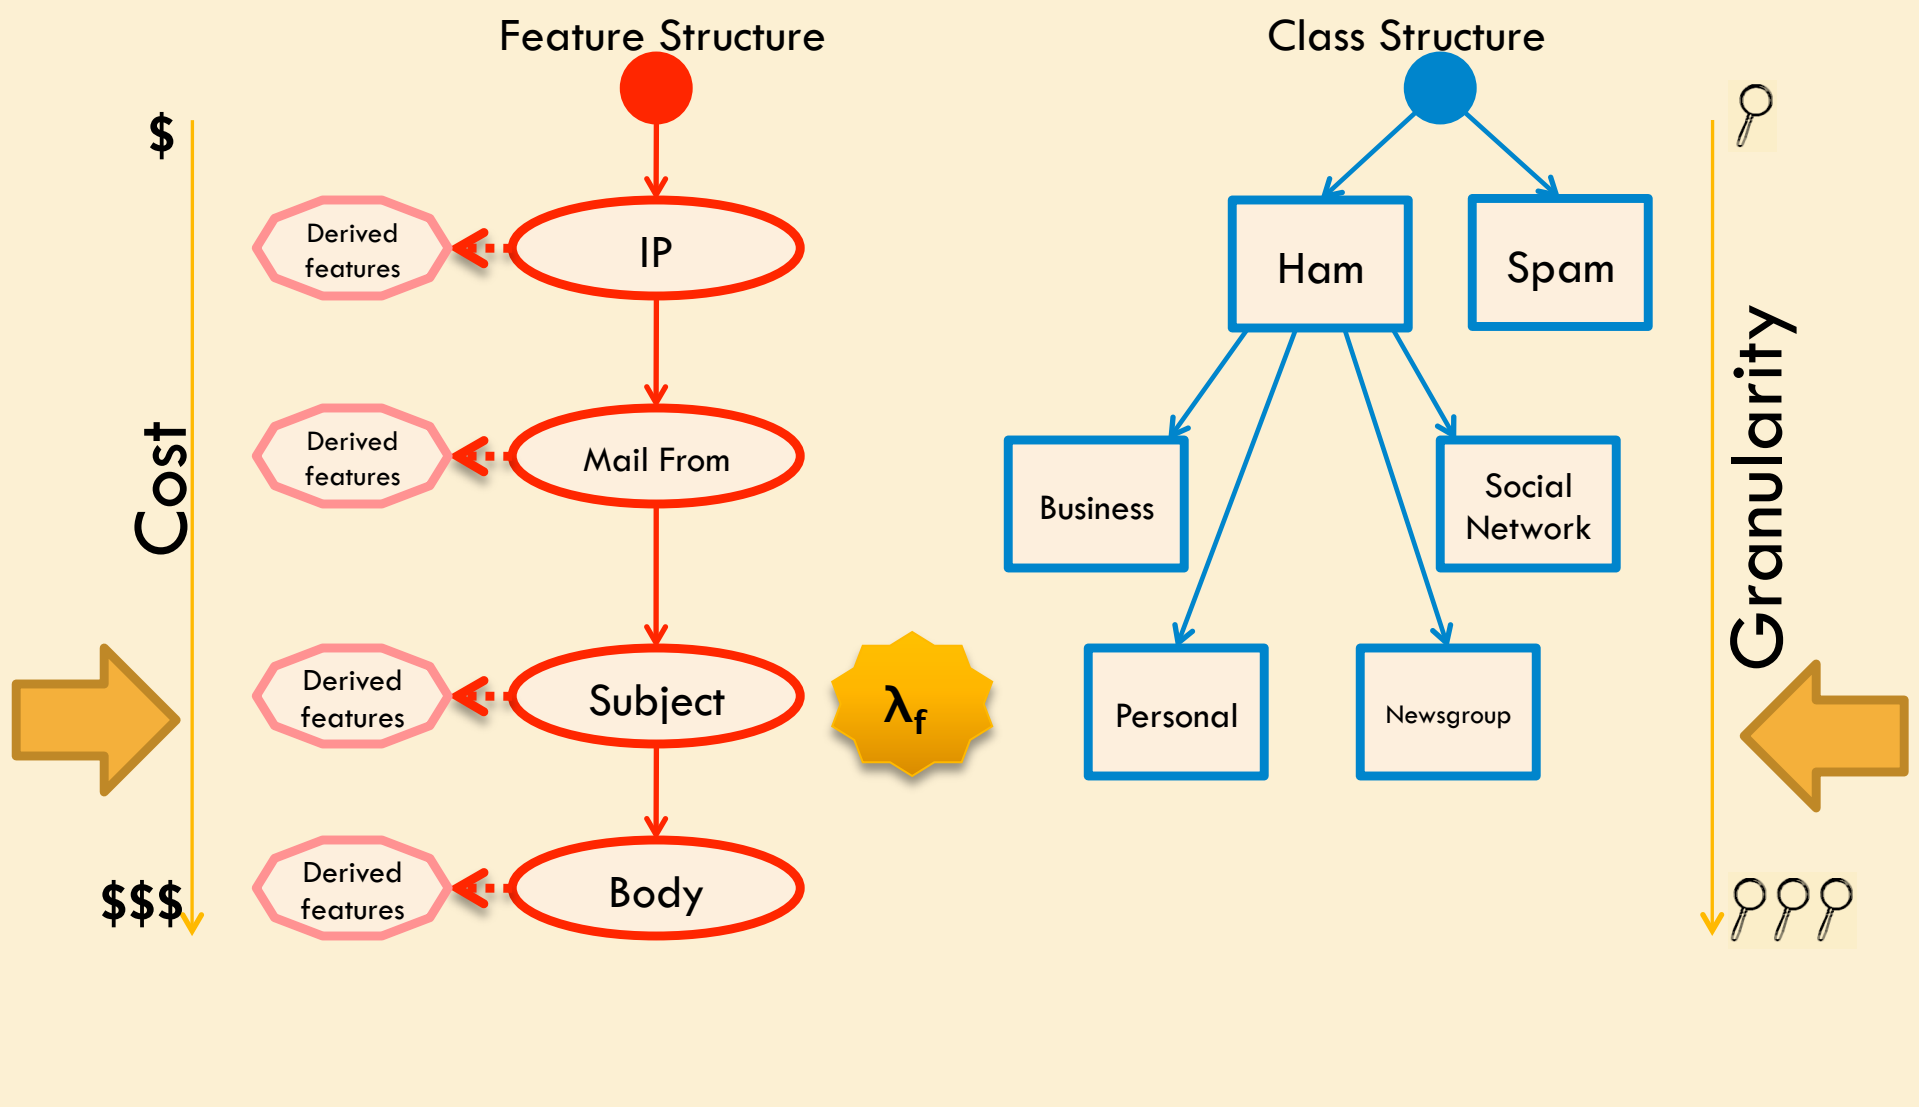 Feature Structure
Class Structure
$
Cost
$$$
Derived
features
IP
Derived
features
Mail From
Derived
features
Subject
λf
Derived
features
Body
Ham
Spam
Business
Social
Network
Personal
Newsgroup
Granularity